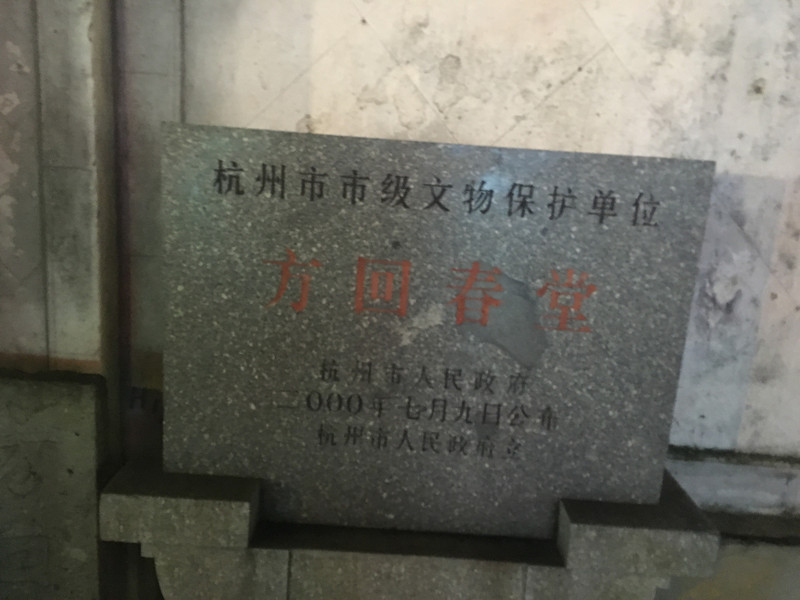 杭州市市级文物保护单位
方回春堂
杭州市人民政府
二000年七月九日公布
杭州市人民政府立